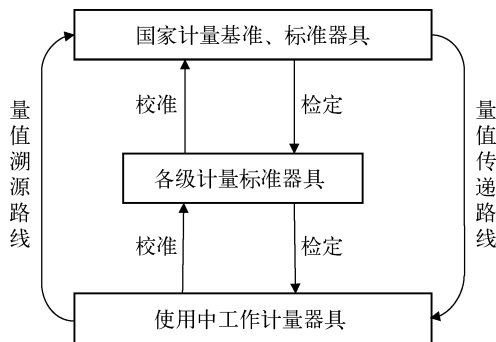 国家计量基准、标准器具
校准
检定
量值溯源路线
量值传递路线
各级计量标准器具
校准
检定
使用中工作计量器具